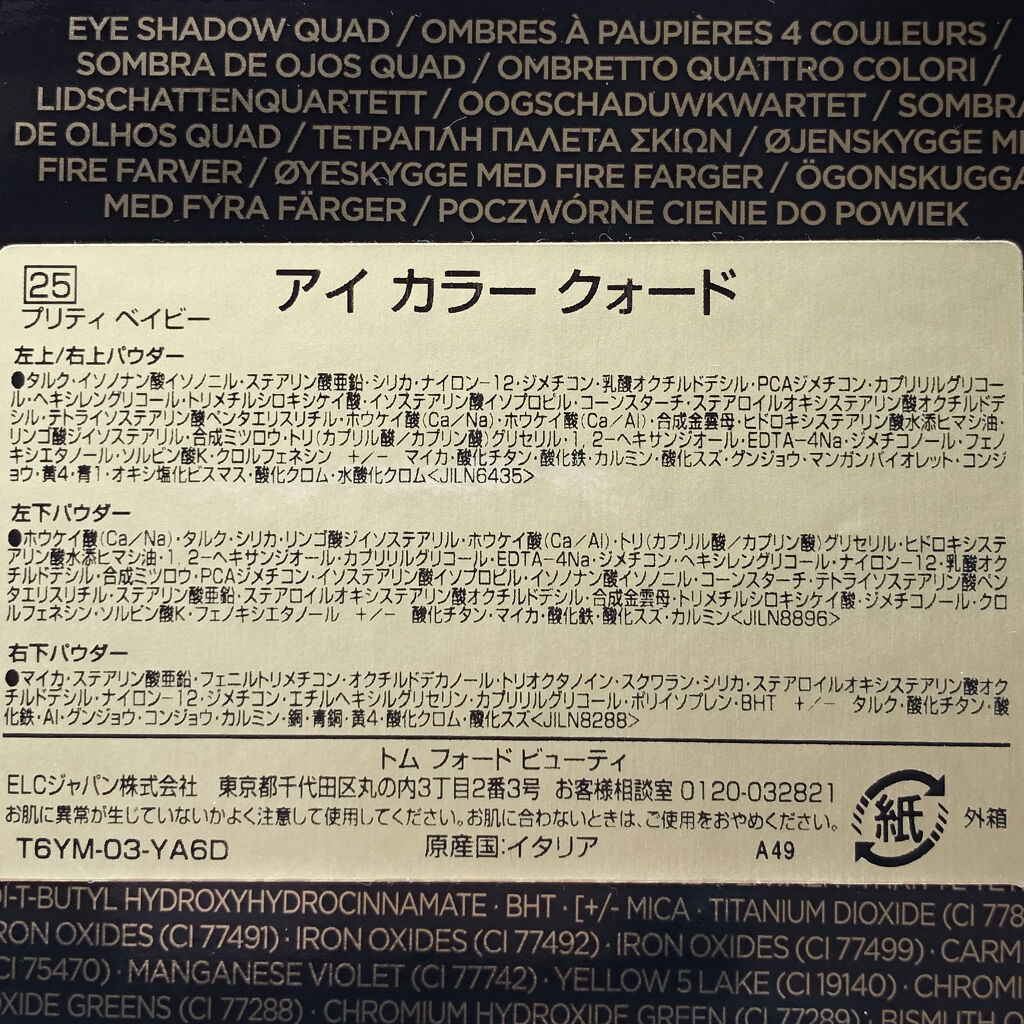 EYE SHADOW QUAD / OMBRES À PAUPIÈRES 4 COULEURS /
SOMBRA DE OJOS QUAD / OMBRETTO QUATTRO COLORI /
LIDSCHATTENQUARTETT / OOGSCHADUWKWARTET / SOMBRA
DE OLHOS QUAD / ΤΕΤΡΑΠΛΗ ΠΑΛΕΤΑ ΣΚΙΩΝ / ØJENSKYGGE M
FIRE FARVER / ØYESKYGGE MED FIRE FARGER / ÖGONSKUGGA
MED FYRA FÄRGER / POCZWÓRNE CIENIE DO POWIEK
25 アイ カラー クォード
プリティ ベイビー
左上/右上パウダー
●タルク・イソノナン酸イソノニル・ステアリン酸亜鉛・シリカ・ナイロン-12・ジメチコン・乳酸オクチルドデシル・PCAジメチコン・カプリリルグリコー
ル・ヘキシレングリコール・トリメチルシロキシケイ酸・イソステアリン酸イソプロピル・コーンスターチ・ステアロイルオキシステアリン酸オクチルドデ
シル・テトライソステアリン酸ペンタエリスリチル・ホウケイ酸(Ca/Na)・ホウケイ酸(Ca/Al)・合成金雲母・ヒドロキシステアリン酸水添ヒマシ油・
リンゴ酸ジイソステアリル・合成ミツロウ・トリ(カプリル酸/カプリン酸)グリセリル・1,2-ヘキサンジオール・EDTA-4Na・ジメチコノール・フェノ
キシエタノール・ソルビン酸K・クロルフェネシン +/- マイカ・酸化チタン・酸化鉄・カルミン・酸化スズ・グンジョウ・マンガンバイオレット・コンジ
ョウ・黄4・青1・オキシ塩化ビスマス・酸化クロム・水酸化クロム<JILN6435>
左下パウダー
●ホウケイ酸(Ca/Na)・タルク・シリカ・リンゴ酸ジイソステアリル・ホウケイ酸(Ca/Al)・トリ(カプリル酸/カプリン酸)グリセリル・ヒドロキシステ
アリン酸水添ヒマシ油・1,2-ヘキサンジオール・カプリリルグリコール・EDTA-4Na・ジメチコン・ヘキシレングリコール・ナイロン-12・乳酸オク
チルドデシル・合成ミツロウ・PCAジメチコン・イソステアリン酸イソプロピル・イソノナン酸イソノニル・コーンスターチ・テトライソステアリン酸ペン
タエリスリチル・ステアリン酸亜鉛・ステアロイルオキシステアリン酸オクチルドデシル・合成金雲母・トリメチルシロキシケイ酸・ジメチコノール・クロ
ルフェネシン・ソルビン酸K・フェノキシエタノール +/- 酸化チタン・マイカ・酸化鉄・酸化スズ・カルミン<JILN8896>
右下パウダー
●マイカ・ステアリン酸亜鉛・フェニルトリメチコン・オクチルドデカノール・トリオクタノイン・スクワラン・シリカ・ステアロイルオキシステアリン酸オク
チルドデシル・ナイロン-12・ジメチコン・エチルヘキシルグリセリン・カプリリルグリコール・ポリイソプレン・BHT +/- タルク・酸化チタン・酸
化鉄・Al・グンジョウ・コンジョウ・カルミン・銅・青銅・黄4・酸化クロム・酸化スズ<JILN8288>
トム フォード ビューティ
ELCジャパン株式会社 東京都千代田区丸の内3丁目2番3号 お客様相談室 0120-032821
お肌に異常が生じていないかよく注意して使用してください。お肌に合わないときは、ご使用をおやめください。
紙 外箱
T6YM-03-YA6D 原産国:イタリア A49
DI-T-BUTYL HYDROXYHYDROCINNAMATE · BHT · [+/- MICA · TITANIUM DIOXIDE (CI 778
RON OXIDES (CI 77491) · IRON OXIDES (CI 77492) · IRON OXIDES (CI 77499) · CARM
CI 75470) · MANGANESE VIOLET (CI 77742) · YELLOW 5 LAKE (CI 19140) · CHROMI
OXIDE GREENS (CI 77288) · CHROMIUM HYDROXIDE GREEN (CI 77289) · BISMUTH O